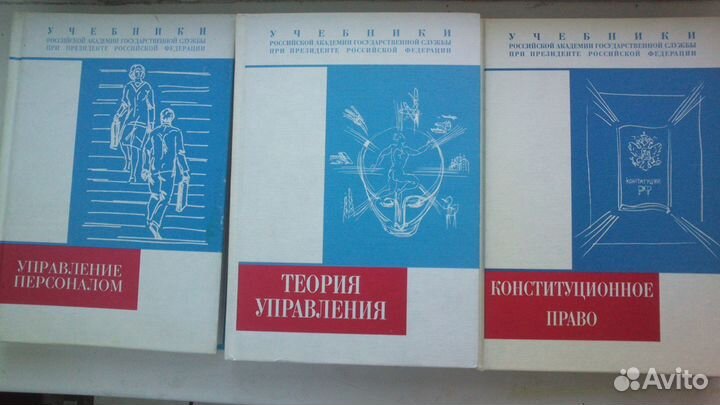 УЧЕБНИКИ
РОССИЙСКОЙ АКАДЕМИИ ГОСУДАРСТВЕННОЙ СЛУЖБЫ
ПРИ ПРЕЗИДЕНТЕ РОССИЙСКОЙ ФЕДЕРАЦИИ
УПРАВЛЕНИЕ
ПЕРСОНАЛОМ
УЧЕБНИКИ
РОССИЙСКОЙ АКАДЕМИИ ГОСУДАРСТВЕННОЙ СЛУЖБЫ
ПРИ ПРЕЗИДЕНТЕ РОССИЙСКОЙ ФЕДЕРАЦИИ
ТЕОРИЯ
УПРАВЛЕНИЯ
УЧЕБНИКИ
РОССИЙСКОЙ АКАДЕМИИ ГОСУДАРСТВЕННОЙ СЛУЖБЫ
ПРИ ПРЕЗИДЕНТЕ РОССИЙСКОЙ ФЕДЕРАЦИИ
КОНСТИТУЦИЯ
РФ
КОНСТИТУЦИОННОЕ
ПРАВО
Avito